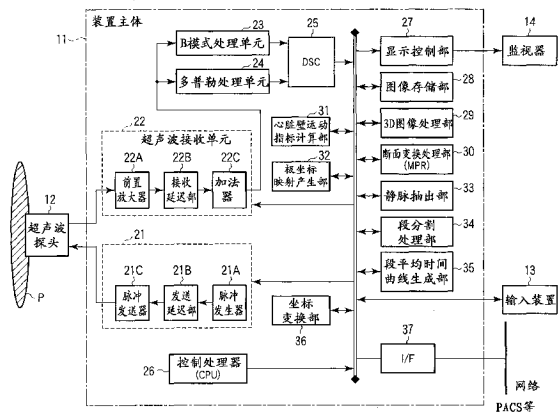 装置主体
11
23
B模式处理单元
24
多普勒处理单元
25
DSC
27
显示控制部
14
监视器
28
图像存储部
29
3D图像处理部
30
断面变换处理部
(MPR)
31
心脏壁运动
指标计算部
32
极坐标
映射产生部
33
静脉抽出部
34
段分割
处理部
35
段平均时间
曲线生成部
22
超声波接收单元
22A
前置
放大器
22B
接收
延迟部
22C
加法器
12
超声波
探头
P
21
21C
脉冲
发送器
21B
发送
延迟部
21A
脉冲
发生器
坐标
变换部
36
26
控制处理器
(CPU)
13
输入装置
37
I/F
网络
PACS等